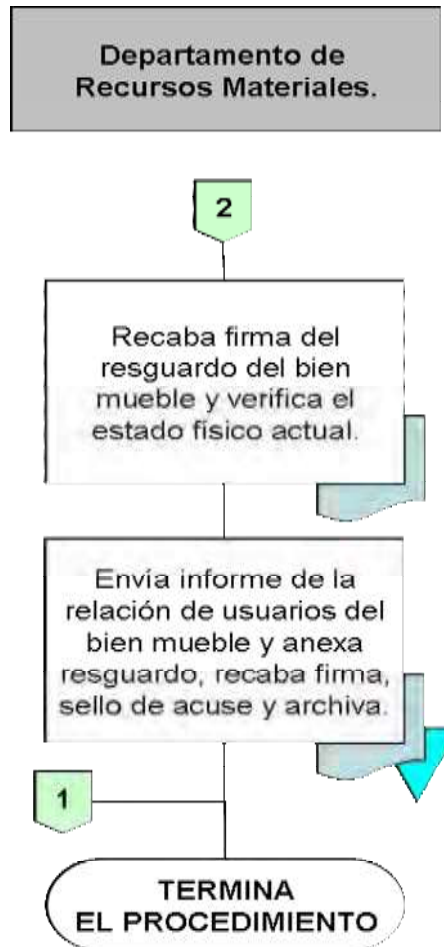 Departamento de
Recursos Materiales.
2
Recaba firma del
resguardo del bien
mueble y verifica el
estado físico actual.
Envía informe de la
relación de usuarios del
bien mueble y anexa
resguardo, recaba firma,
sello de acuse y archiva.
1
TERMINA
EL PROCEDIMIENTO